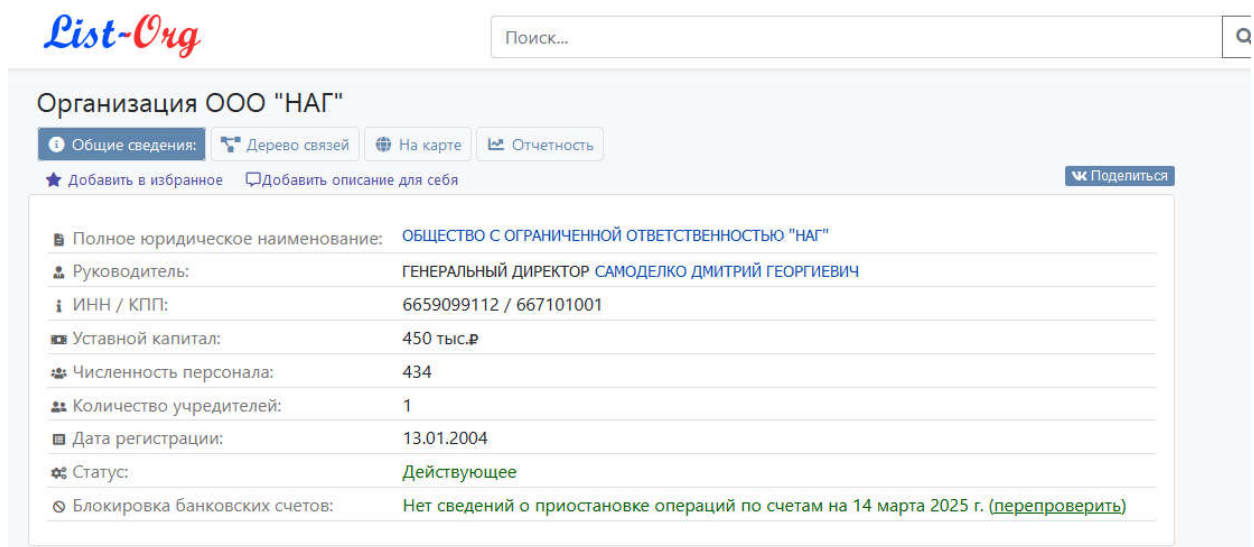 List-Org
Поиск...
Организация ООО "НАГ"
Общие сведения: Дерево связей На карте Отчетность
Добавить в избранное Добавить описание для себя Поделиться
Полное юридическое наименование: ОБЩЕСТВО С ОГРАНИЧЕННОЙ ОТВЕТСТВЕННОСТЬЮ "НАГ"
Руководитель: ГЕНЕРАЛЬНЫЙ ДИРЕКТОР САМОДЕЛКО ДМИТРИЙ ГЕОРГИЕВИЧ
ИНН / КПП: 6659099112 / 667101001
Уставной капитал: 450 тыс.₽
Численность персонала: 434
Количество учредителей: 1
Дата регистрации: 13.01.2004
Статус: Действующее
Блокировка банковских счетов: Нет сведений о приостановке операций по счетам на 14 марта 2025 г. (перепроверить)